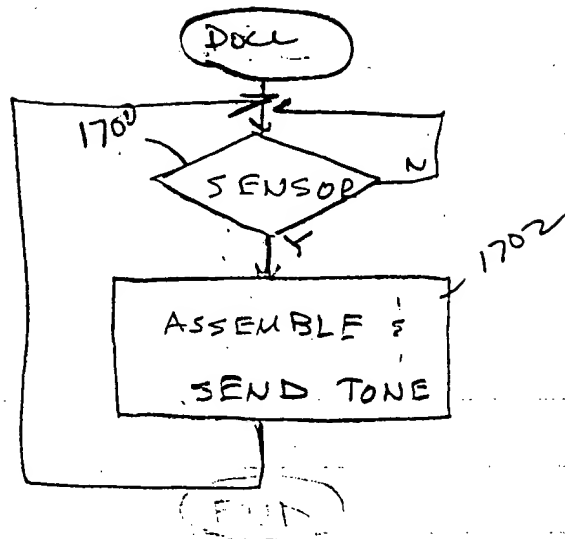 DOLL
1700
SENSOR
N
Y
1702
ASSEMBLE &
SEND TONE